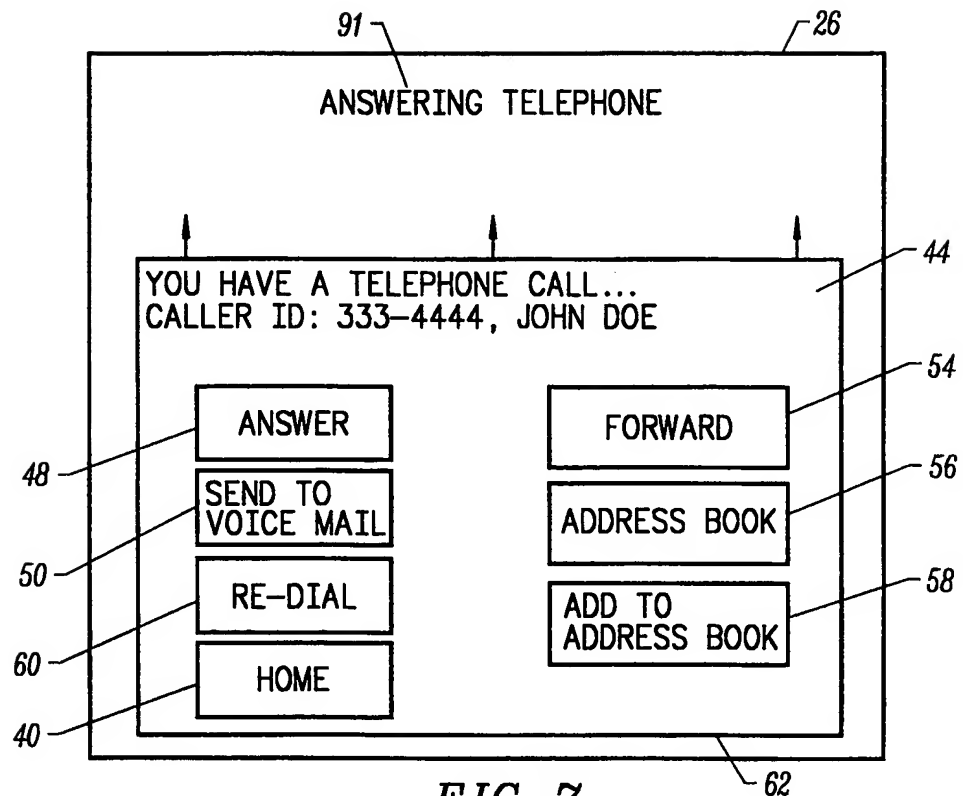 91
26
ANSWERING TELEPHONE
44
YOU HAVE A TELEPHONE CALL...
CALLER ID: 333-4444, JOHN DOE
54
ANSWER
FORWARD
48
56
SEND TO
VOICE MAIL
ADDRESS BOOK
50
58
RE-DIAL
ADD TO
ADDRESS BOOK
60
HOME
40
62
FIG. 7